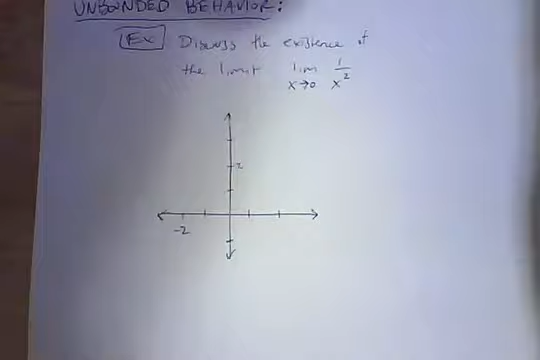 UNBOUNDED BEHAVIOR:
Ex Discuss the existence of
the limit lim x→0 1/x²
2
-2